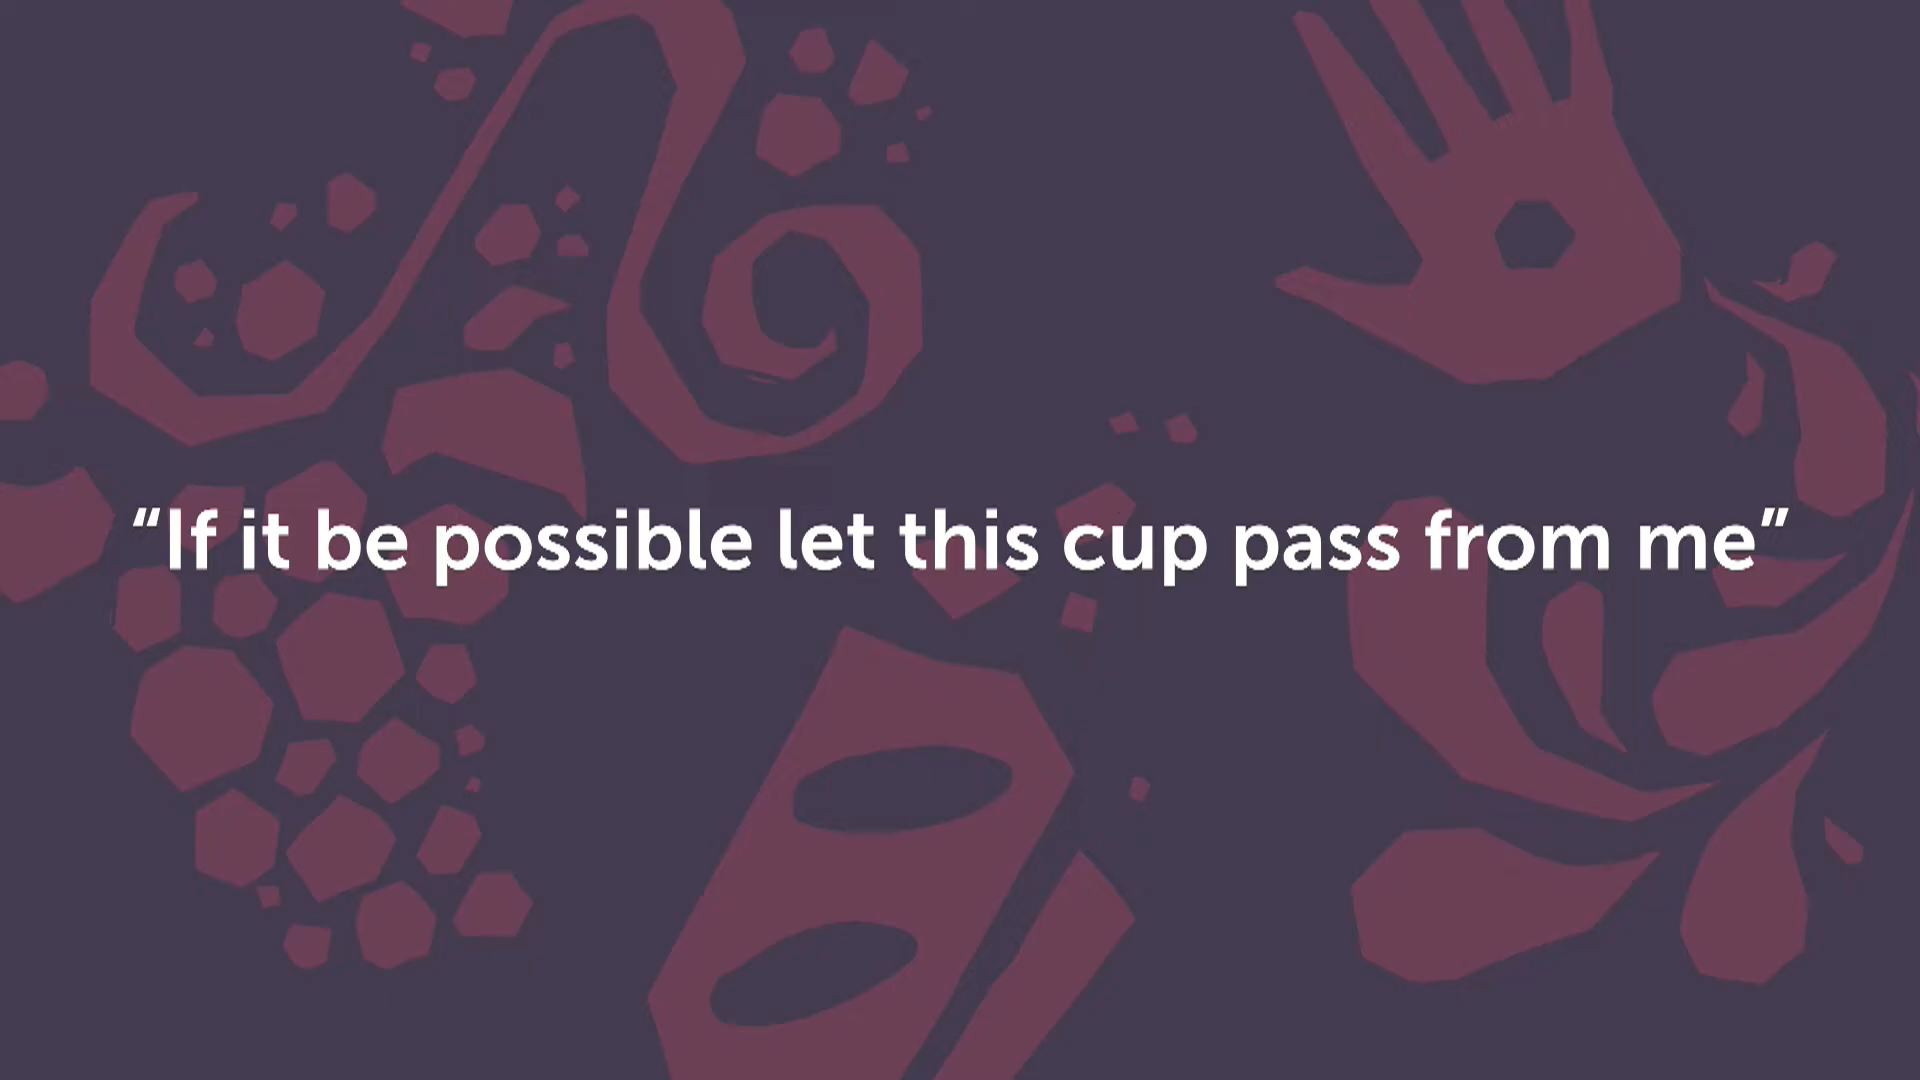 “If it be possible let this cup pass from me”